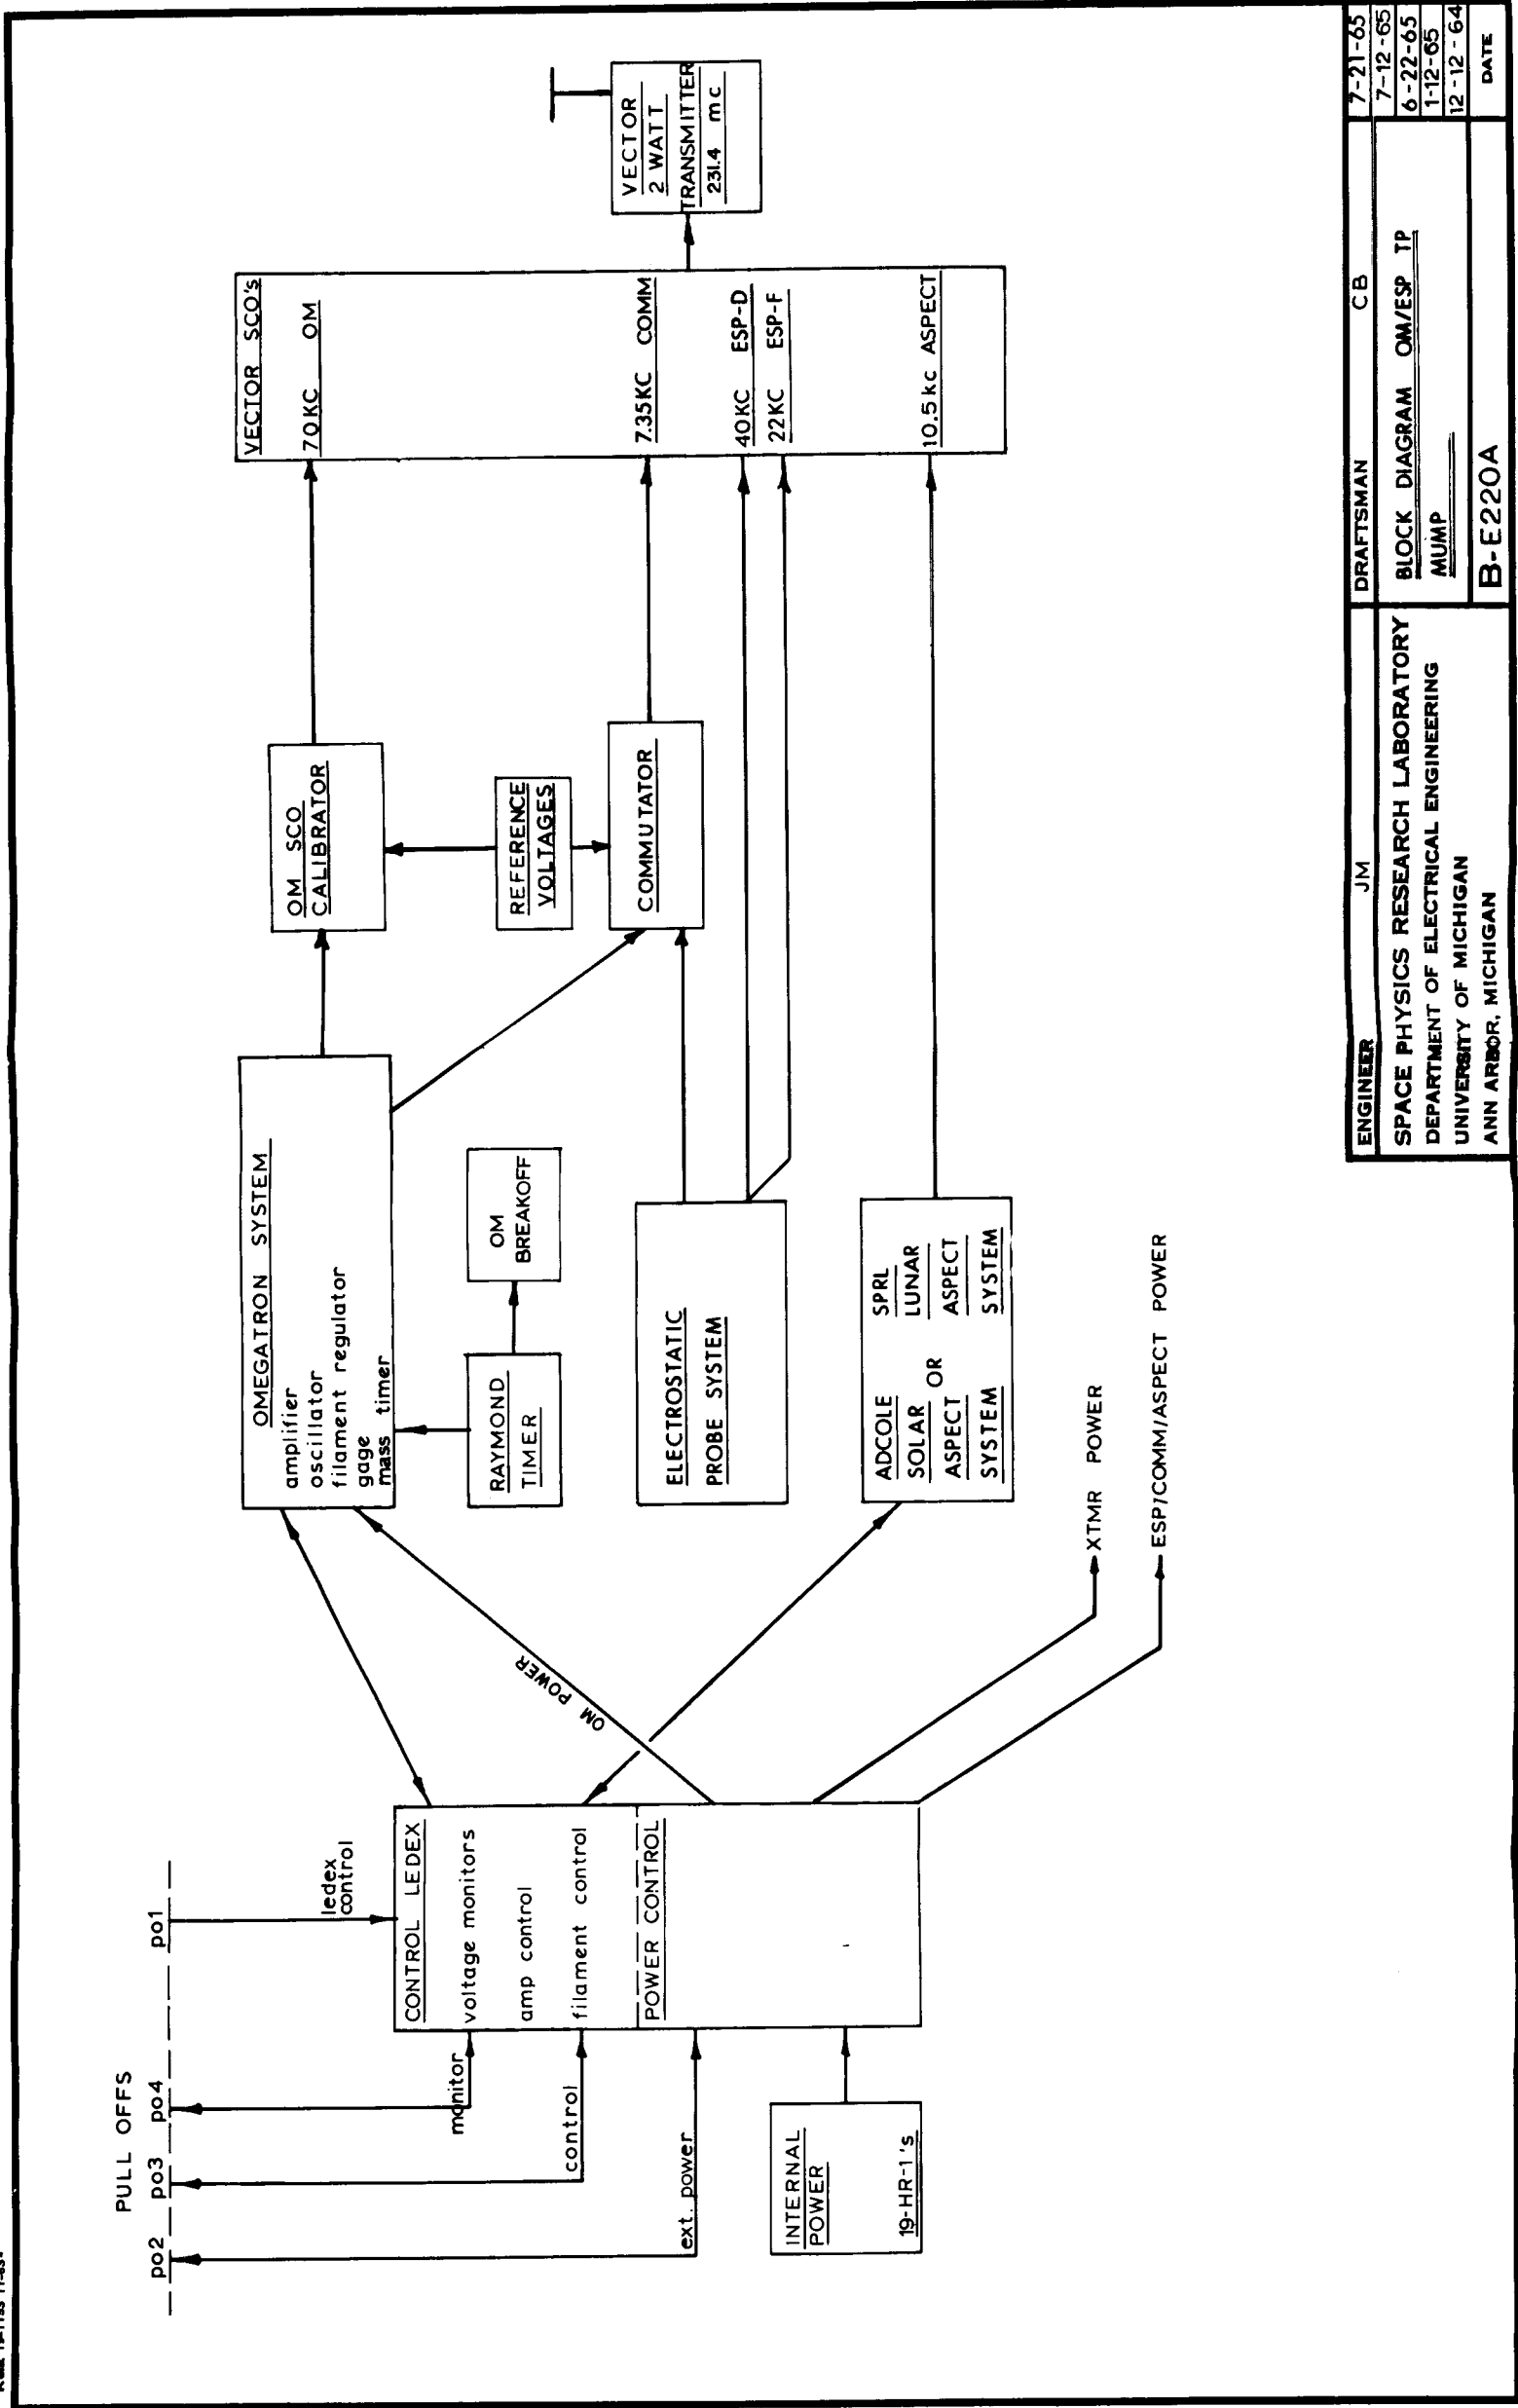 PULL OFFS
po2
po3
po4
po1
ext. power
control
monitor
ledex
control
CONTROL LEDEX
voltage monitors
amp control
filament control
POWER CONTROL
INTERNAL
POWER
19-HR-1's
OM POWER
XTMR POWER
ESP/COMM/ASPECT POWER
OMEGATRON SYSTEM
amplifier
oscillator
filament regulator
gage
mass timer
RAYMOND
TIMER
OM
BREAKOFF
ELECTROSTATIC
PROBE SYSTEM
ADCOLE
SOLAR
ASPECT
SYSTEM
OR
SPRL
LUNAR
ASPECT
SYSTEM
OM SCO
CALIBRATOR
REFERENCE
VOLTAGES
COMMUTATOR
VECTOR SCO's
70KC OM
7.35KC COMM
40KC ESP-D
22KC ESP-F
10.5kc ASPECT
VECTOR
2 WATT
TRANSMITTER
231.4 mc
ENGINEER JM
DRAFTSMAN CB
7-21-65
7-12-65
6-22-65
1-12-65
12-12-64
DATE
SPACE PHYSICS RESEARCH LABORATORY
DEPARTMENT OF ELECTRICAL ENGINEERING
UNIVERSITY OF MICHIGAN
ANN ARBOR, MICHIGAN
BLOCK DIAGRAM OM/ESP TP
MUMP
B-E220A